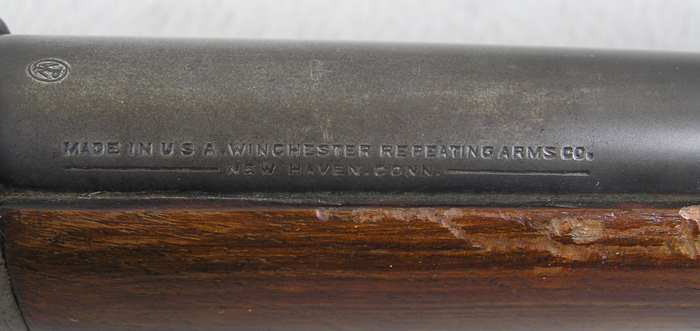 MADE IN U.S.A. WINCHESTER REPEATING ARMS CO.
NEW HAVEN. CONN.